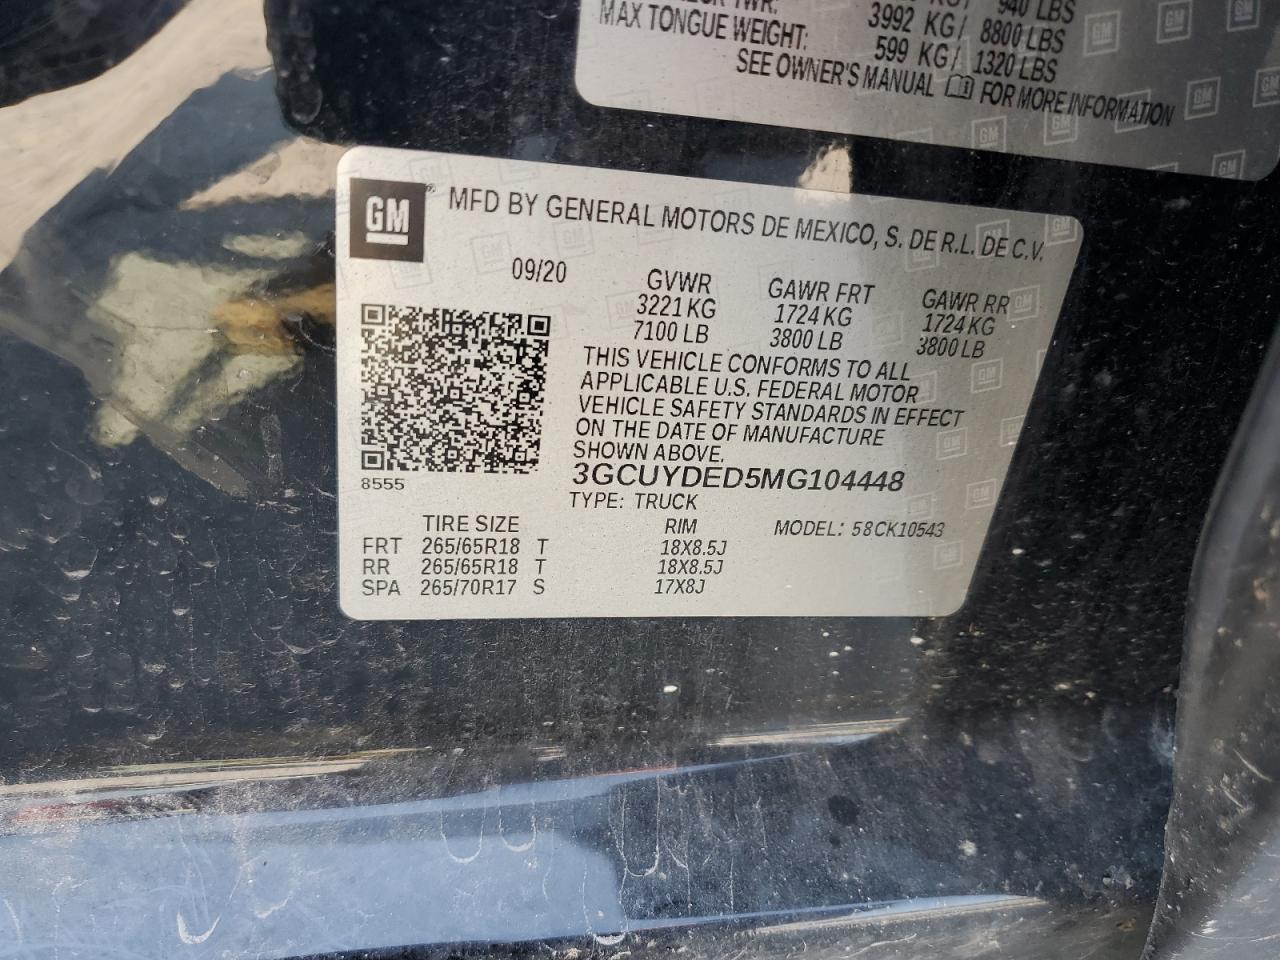 940 LBS
3992 KG/ 8800 LBS
MAX TONGUE WEIGHT: 599 KG/ 1320 LBS
SEE OWNER'S MANUAL FOR MORE INFORMATION
GM
MFD BY GENERAL MOTORS DE MEXICO, S. DE R.L. DE C.V.
09/20
GVWR GAWR FRT GAWR RR
3221 KG 1724 KG 1724 KG
7100 LB 3800 LB 3800 LB
THIS VEHICLE CONFORMS TO ALL
APPLICABLE U.S. FEDERAL MOTOR
VEHICLE SAFETY STANDARDS IN EFFECT
ON THE DATE OF MANUFACTURE
SHOWN ABOVE.
8555
3GCUYDED5MG104448
TYPE: TRUCK
TIRE SIZE RIM MODEL: 58CK10543
FRT 265/65R18 T 18X8.5J
RR 265/65R18 T 18X8.5J
SPA 265/70R17 S 17X8J